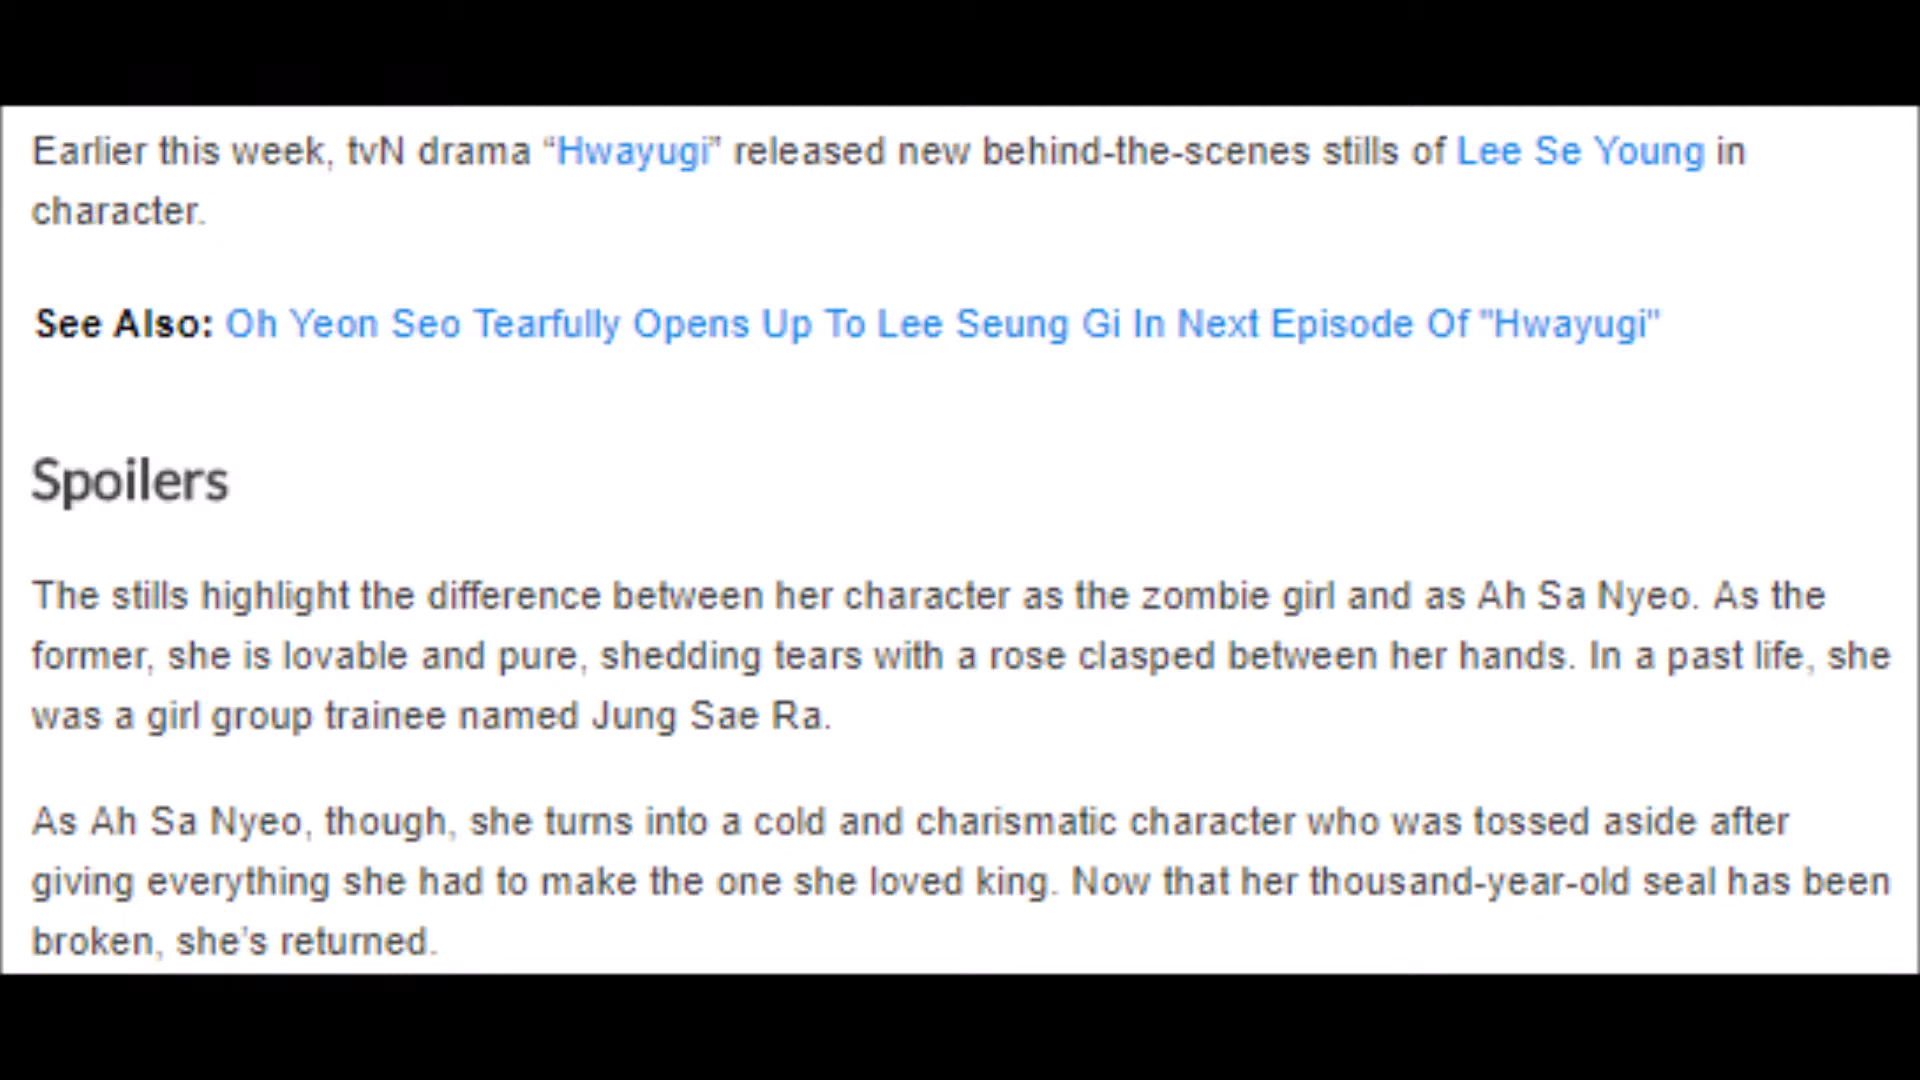 Earlier this week, tvN drama “Hwayugi” released new behind-the-scenes stills of Lee Se Young in
character.
See Also: Oh Yeon Seo Tearfully Opens Up To Lee Seung Gi In Next Episode Of "Hwayugi"
Spoilers
The stills highlight the difference between her character as the zombie girl and as Ah Sa Nyeo. As the
former, she is lovable and pure, shedding tears with a rose clasped between her hands. In a past life, she
was a girl group trainee named Jung Sae Ra.
As Ah Sa Nyeo, though, she turns into a cold and charismatic character who was tossed aside after
giving everything she had to make the one she loved king. Now that her thousand-year-old seal has been
broken, she’s returned.